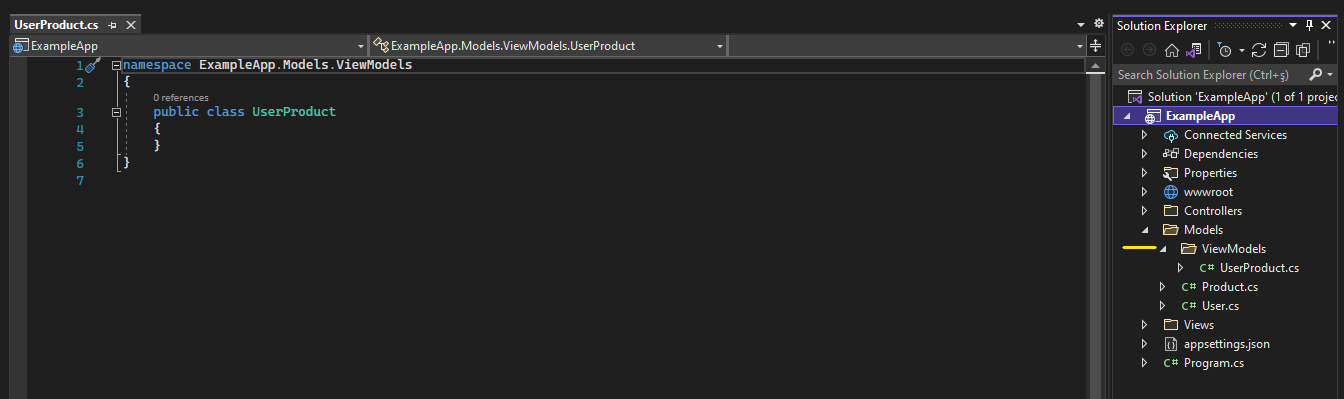 UserProduct.cs
ExampleApp
ExampleApp.Models.ViewModels.UserProduct
1 namespace ExampleApp.Models.ViewModels
2 {
0 references
3 public class UserProduct
4 {
5 }
6 }
7
Solution Explorer
Search Solution Explorer (Ctrl+ş)
Solution 'ExampleApp' (1 of 1 projec
ExampleApp
Connected Services
Dependencies
Properties
wwwroot
Controllers
Models
ViewModels
C# UserProduct.cs
C# Product.cs
C# User.cs
Views
appsettings.json
C# Program.cs